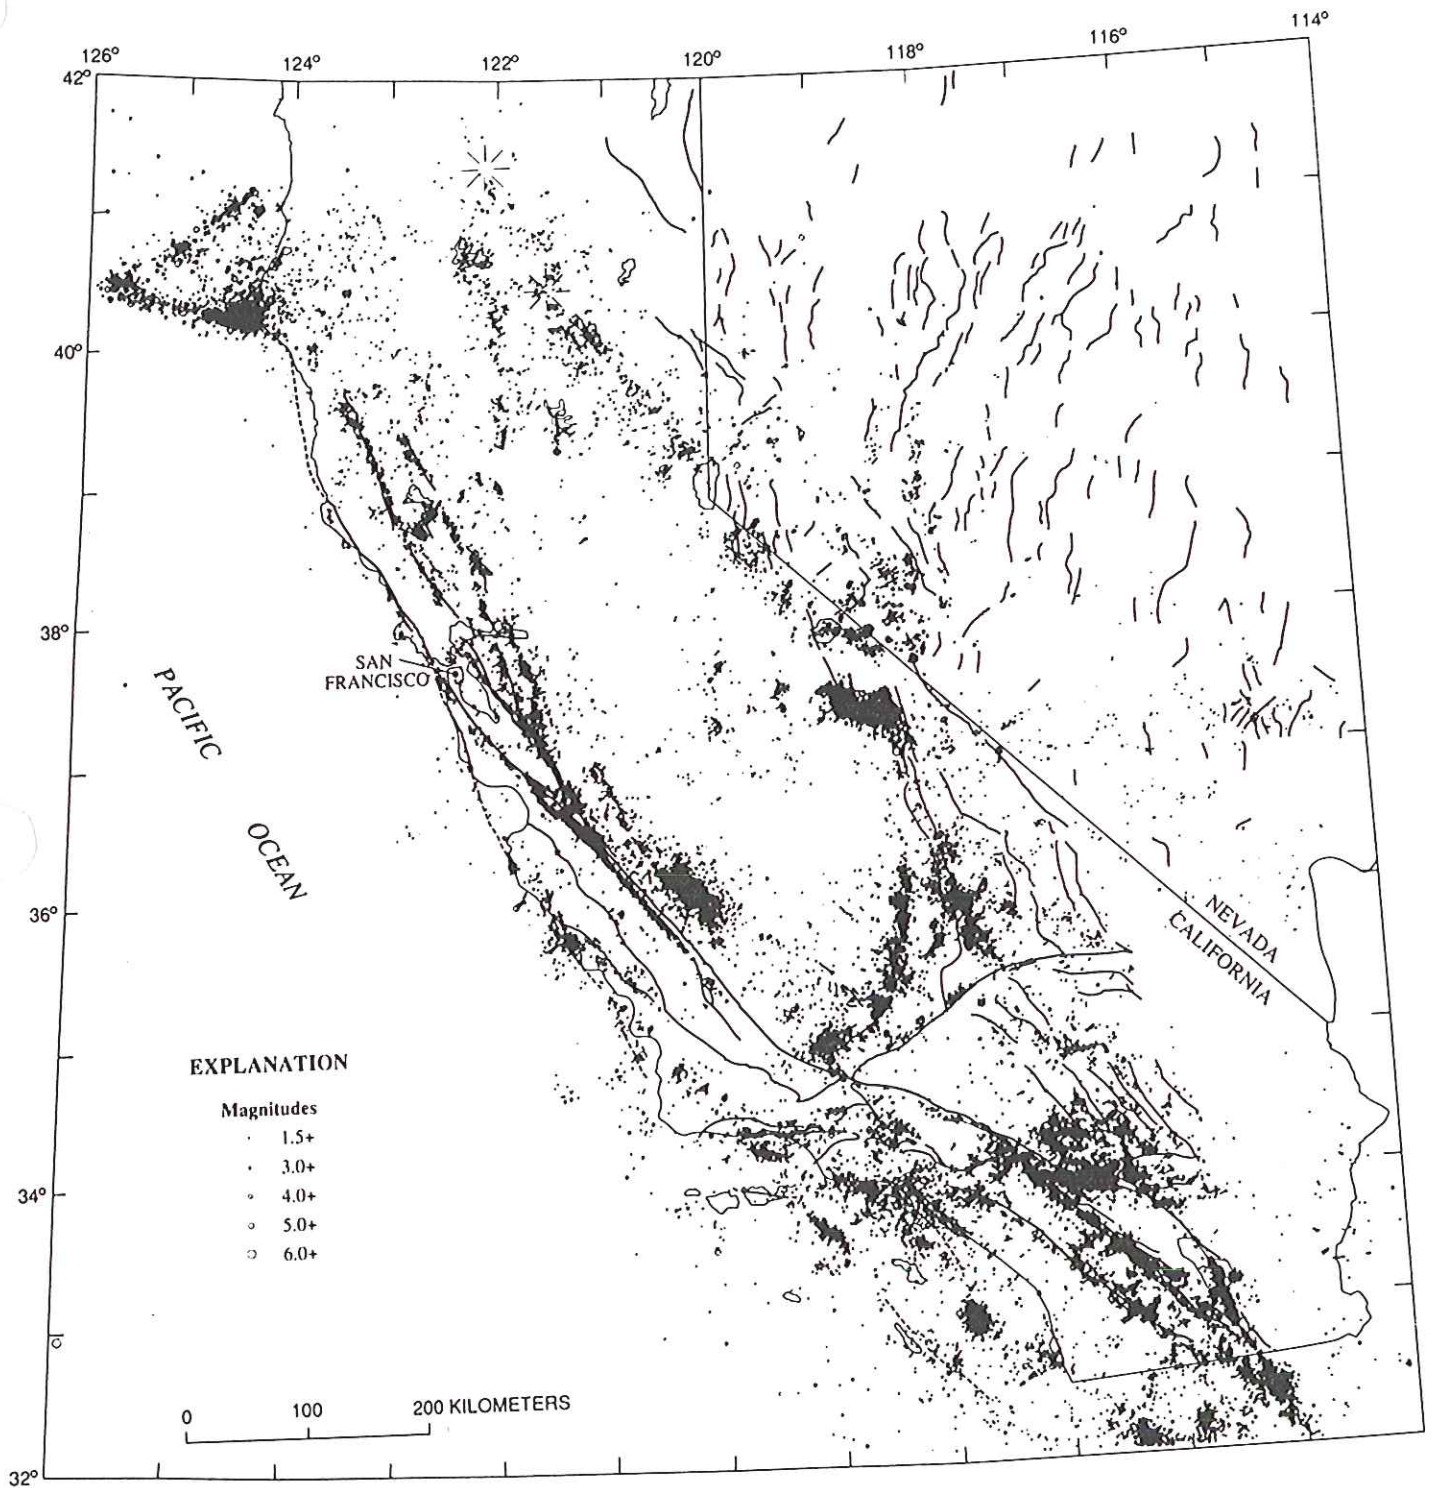 126°
124°
122°
120°
118°
116°
114°
42°
40°
38°
36°
34°
32°
SAN
FRANCISCO
PACIFIC
OCEAN
NEVADA
CALIFORNIA
EXPLANATION
Magnitudes
1.5+
3.0+
4.0+
5.0+
6.0+
0 100 200 KILOMETERS